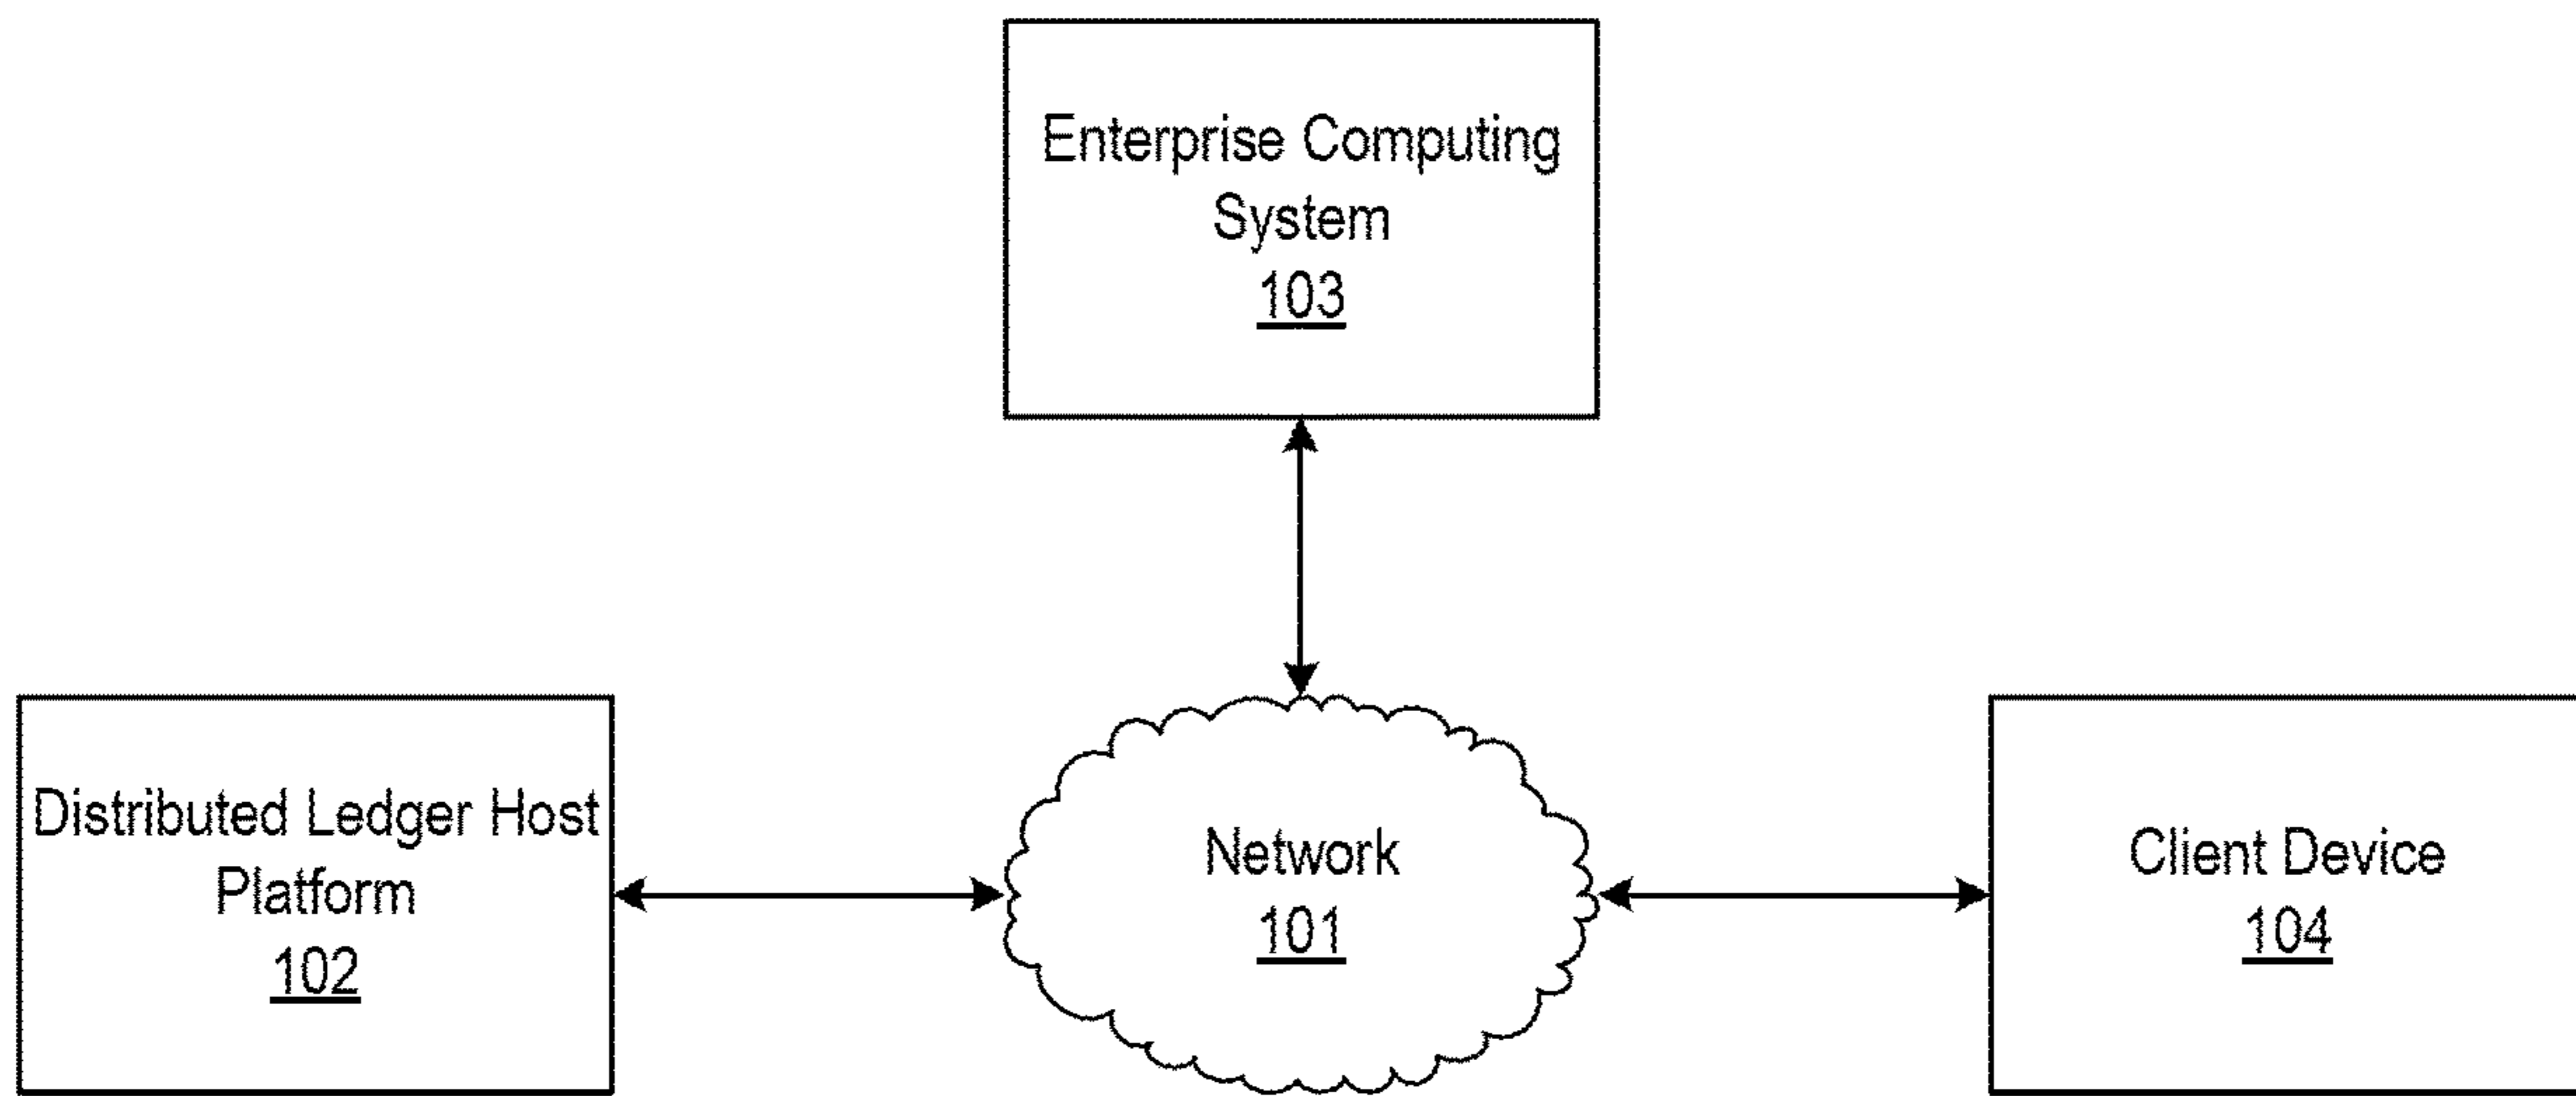 Enterprise Computing
System
103
Distributed Ledger Host
Platform
102
Network
101
Client Device
104